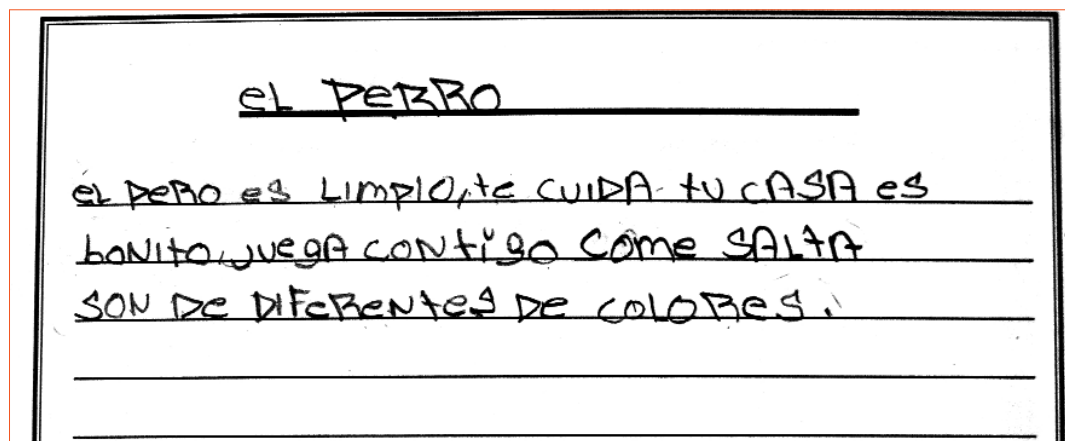 eL PERRO
eL PeRO es LimPIO, te CUIDA tU CASA es
bONitO, JUegA CONtigO COme SALtA
SON De DIFeRENtes De COLORes.